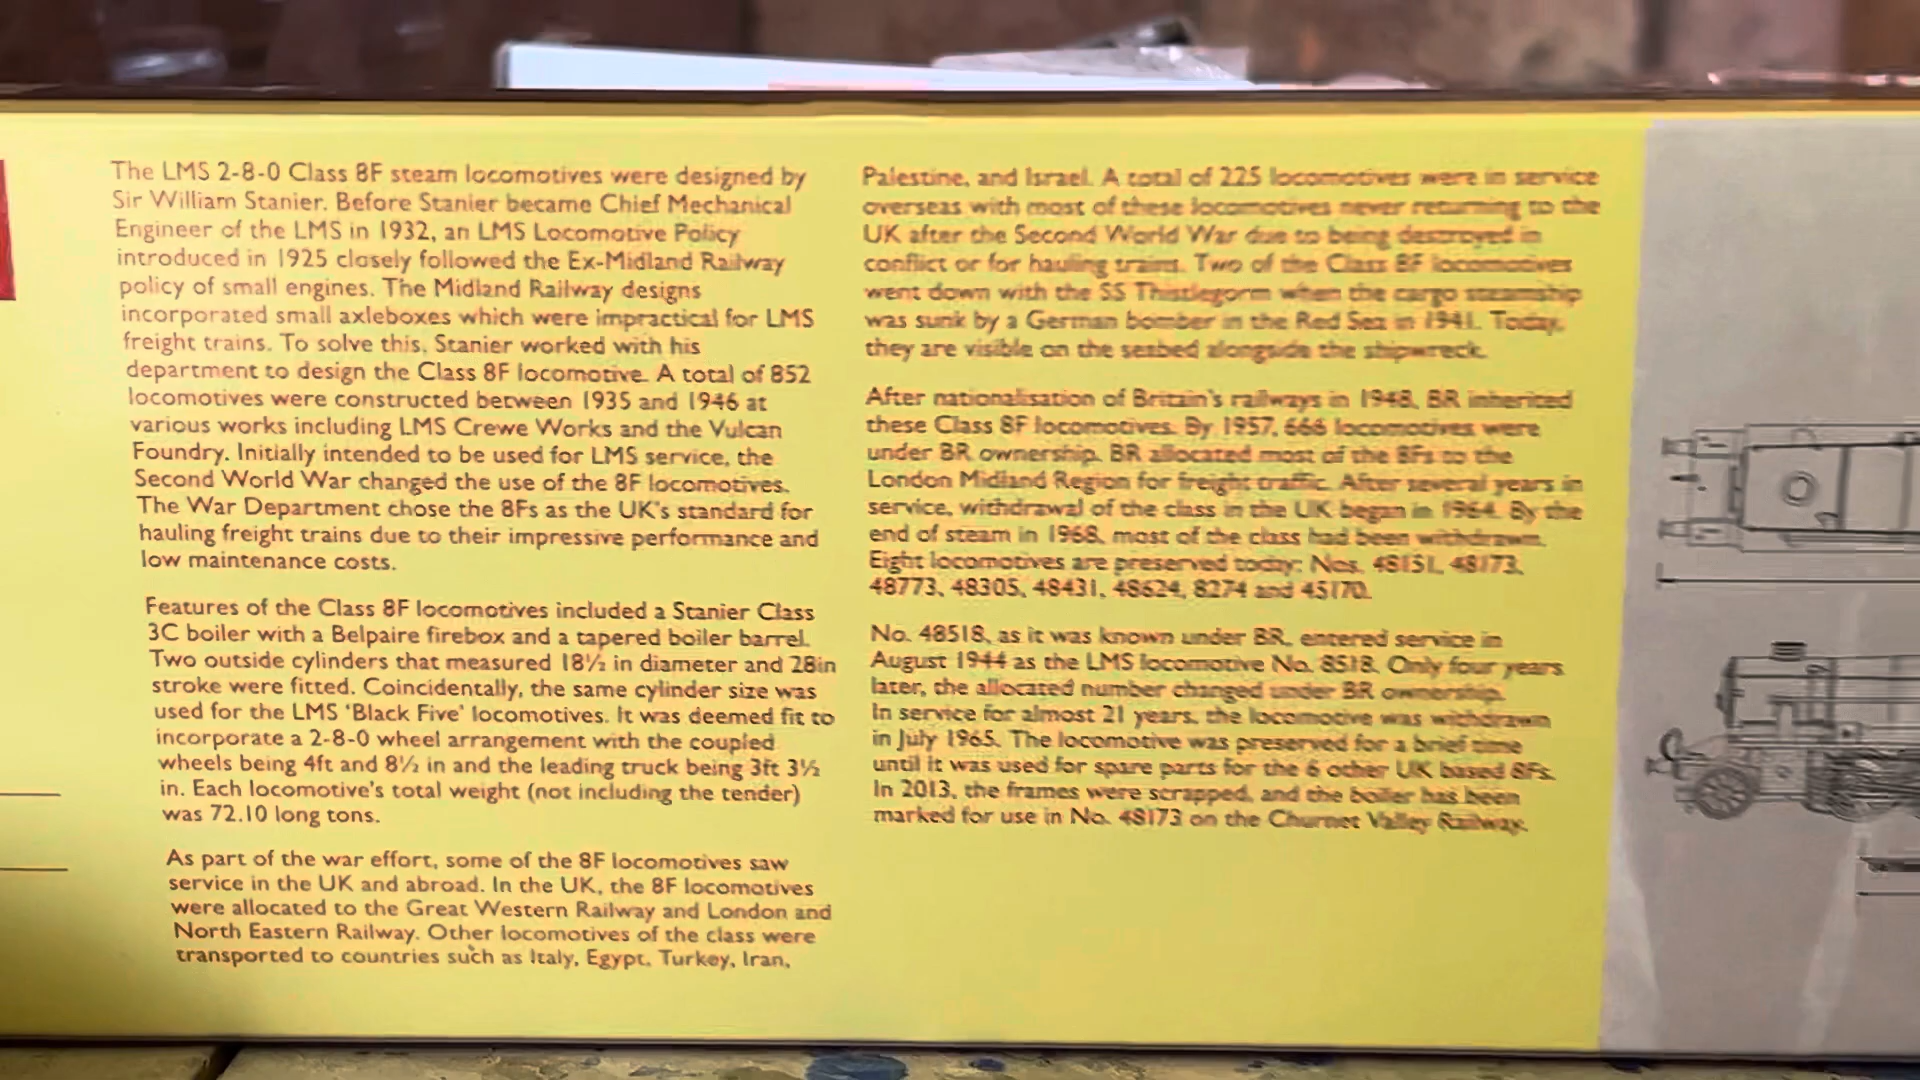 The LMS 2-8-0 Class 8F steam locomotives were designed by
Sir William Stanier. Before Stanier became Chief Mechanical
Engineer of the LMS in 1932, an LMS Locomotive Policy
introduced in 1925 closely followed the Ex-Midland Railway
policy of small engines. The Midland Railway designs
incorporated small axleboxes which were impractical for LMS
freight trains. To solve this, Stanier worked with his
department to design the Class 8F locomotive. A total of 852
locomotives were constructed between 1935 and 1946 at
various works including LMS Crewe Works and the Vulcan
Foundry. Initially intended to be used for LMS service, the
Second World War changed the use of the 8F locomotives.
The War Department chose the 8Fs as the UK's standard for
hauling freight trains due to their impressive performance and
low maintenance costs.
Features of the Class 8F locomotives included a Stanier Class
3C boiler with a Belpaire firebox and a tapered boiler barrel.
Two outside cylinders that measured 18½ in diameter and 28in
stroke were fitted. Coincidentally, the same cylinder size was
used for the LMS 'Black Five' locomotives. It was deemed fit to
incorporate a 2-8-0 wheel arrangement with the coupled
wheels being 4ft and 8½ in and the leading truck being 3ft 3½
in. Each locomotive's total weight (not including the tender)
was 72.10 long tons.
As part of the war effort, some of the 8F locomotives saw
service in the UK and abroad. In the UK, the 8F locomotives
were allocated to the Great Western Railway and London and
North Eastern Railway. Other locomotives of the class were
transported to countries such as Italy, Egypt, Turkey, Iran,
Palestine, and Israel. A total of 225 locomotives were in service
overseas with most of these locomotives never returning to the
UK after the Second World War due to being destroyed in
conflict or for hauling trains. Two of the Class 8F locomotives
went down with the SS Thistlegorm when the cargo steamship
was sunk by a German bomber in the Red Sea in 1941. Today,
they are visible on the seabed alongside the shipwreck.
After nationalisation of Britain's railways in 1948, BR inherited
these Class 8F locomotives. By 1957, 666 locomotives were
under BR ownership. BR allocated most of the 8Fs to the
London Midland Region for freight traffic. After several years in
service, withdrawal of the class in the UK began in 1964. By the
end of steam in 1968, most of the class had been withdrawn.
Eight locomotives are preserved today: Nos. 48151, 48173,
48773, 48305, 48431, 48624, 8274 and 45170.
No. 48518, as it was known under BR, entered service in
August 1944 as the LMS locomotive No. 8518. Only four years
later, the allocated number changed under BR ownership.
In service for almost 21 years, the locomotive was withdrawn
in July 1965. The locomotive was preserved for a brief time
until it was used for spare parts for the 6 other UK based 8Fs.
In 2013, the frames were scrapped, and the boiler has been
marked for use in No. 48173 on the Churnet Valley Railway.